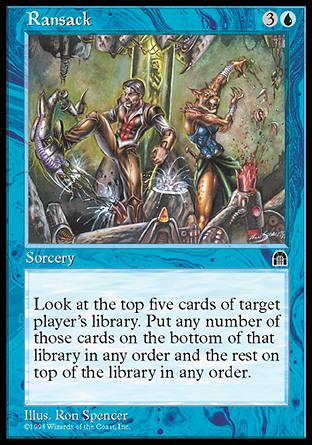 Ransack 3
Sorcery
Look at the top five cards of target
player's library. Put any number of
those cards on the bottom of that
library in any order and the rest on
top of the library in any order.
Illus. Ron Spencer
©1998 Wizards of the Coast, Inc.